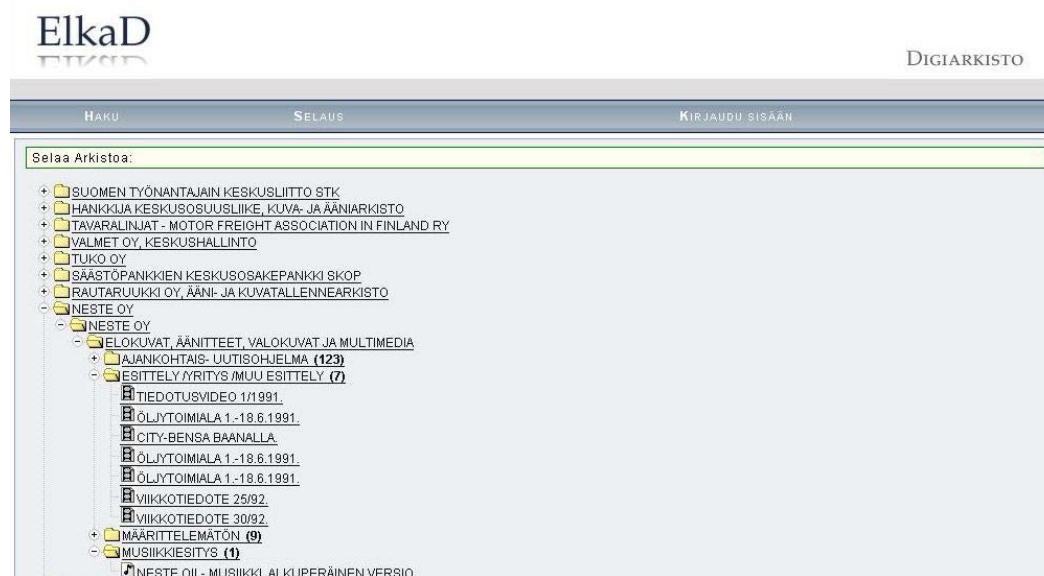 ElkaD
DIGIARKISTO
HAKU SELAUS KIRJAUDU SISÄÄN
Selaa Arkistoa:
SUOMEN TYÖNANTAJAIN KESKUSLIITTO STK
HANKKIJA KESKUSOSUUSLIIKE, KUVA- JA ÄÄNIARKISTO
TAVARALINJAT - MOTOR FREIGHT ASSOCIATION IN FINLAND RY
VALMET OY, KESKUSHALLINTO
TUKO OY
SÄÄSTÖPANKKIEN KESKUSOSAKEPANKKI SKOP
RAUTARUUKKI OY, ÄÄNI- JA KUVATALLENNEARKISTO
NESTE OY
NESTE OY
ELOKUVAT, ÄÄNITTEET, VALOKUVAT JA MULTIMEDIA
AJANKOHTAIS- UUTISOHJELMA (123)
ESITTELY /YRITYS /MUU ESITTELY (7)
TIEDOTUSVIDEO 1/1991.
ÖLJYTOIMIALA 1.-18.6.1991.
CITY-BENSA BAANALLA.
ÖLJYTOIMIALA 1.-18.6.1991.
ÖLJYTOIMIALA 1.-18.6.1991.
VIIKKOTIEDOTE 25/92.
VIIKKOTIEDOTE 30/92.
MÄÄRITTELEMÄTÖN (9)
MUSIIKKIESITYS (1)
NESTE OIL- MUSIIKKI, ALKUPERÄINEN VERSIO